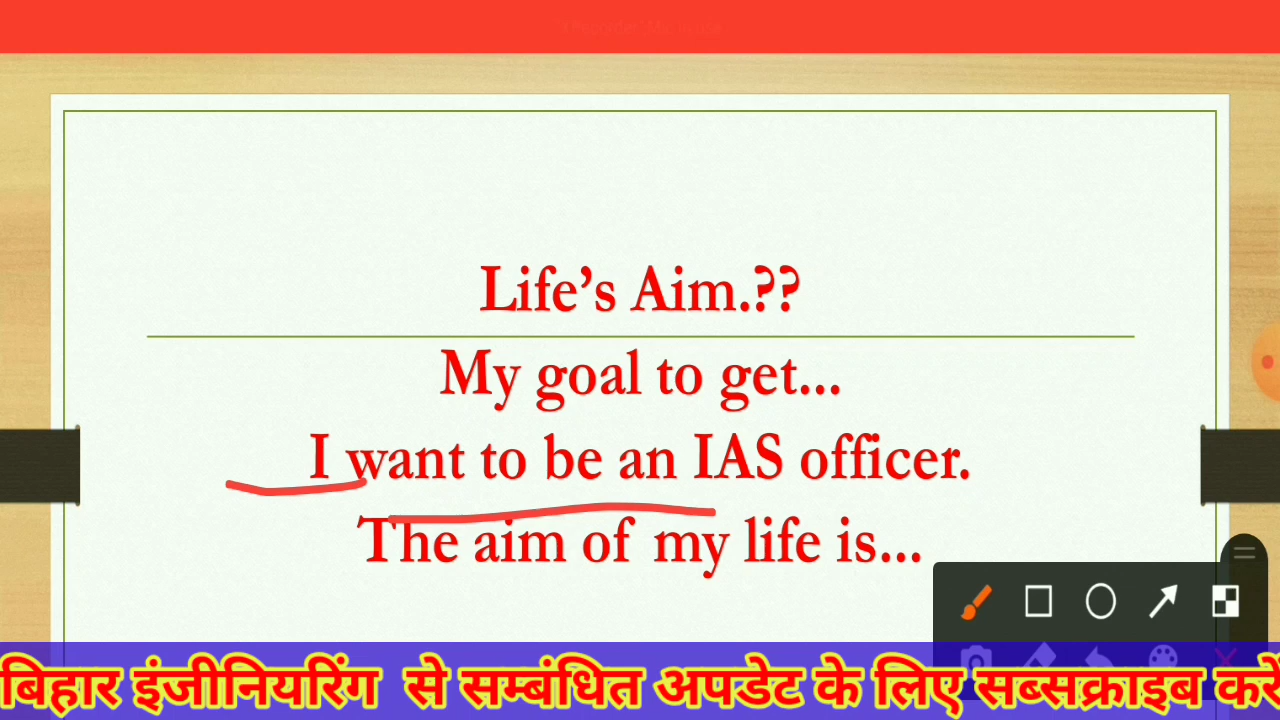 Life's Aim.??
My goal to get...
I want to be an IAS officer.
The aim of my life is...
बिहार इंजीनियरिंग से सम्बंधित अपडेट के लिए सब्सक्राइब करें